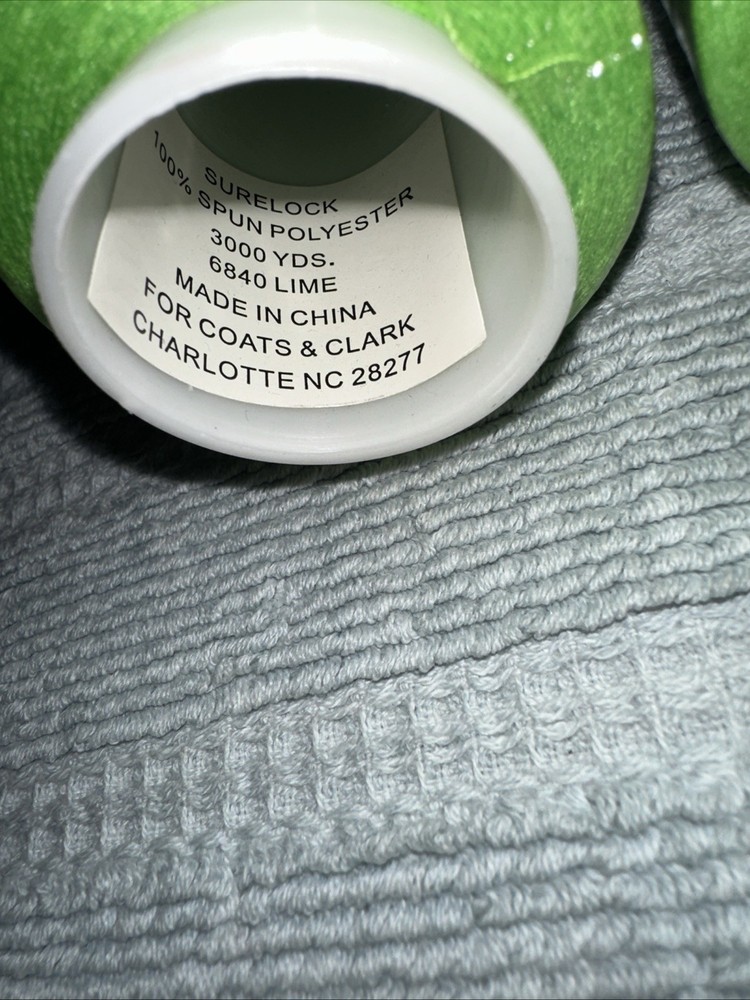 SURELOCK
100% SPUN POLYESTER
3000 YDS.
6840 LIME
MADE IN CHINA
FOR COATS & CLARK
CHARLOTTE NC 28277